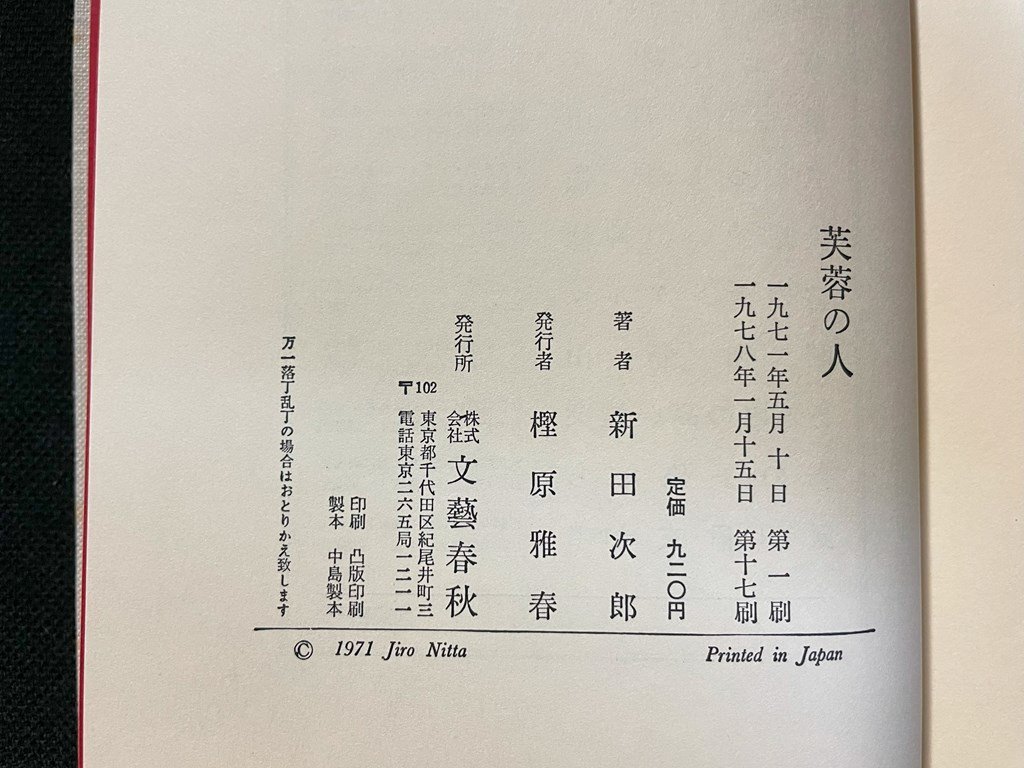 芙蓉の人
一九七一年五月十日　第一刷
一九七八年一月十五日　第十七刷
定価　九二〇円
著者　新田次郎
発行者　樫原雅春
発行所　株式会社　文藝春秋
〒102　東京都千代田区紀尾井町三
電話東京二六五局一二一一
印刷　凸版印刷
製本　中島製本
万一落丁乱丁の場合はおとりかえ致します
© 1971 Jiro Nitta
Printed in Japan